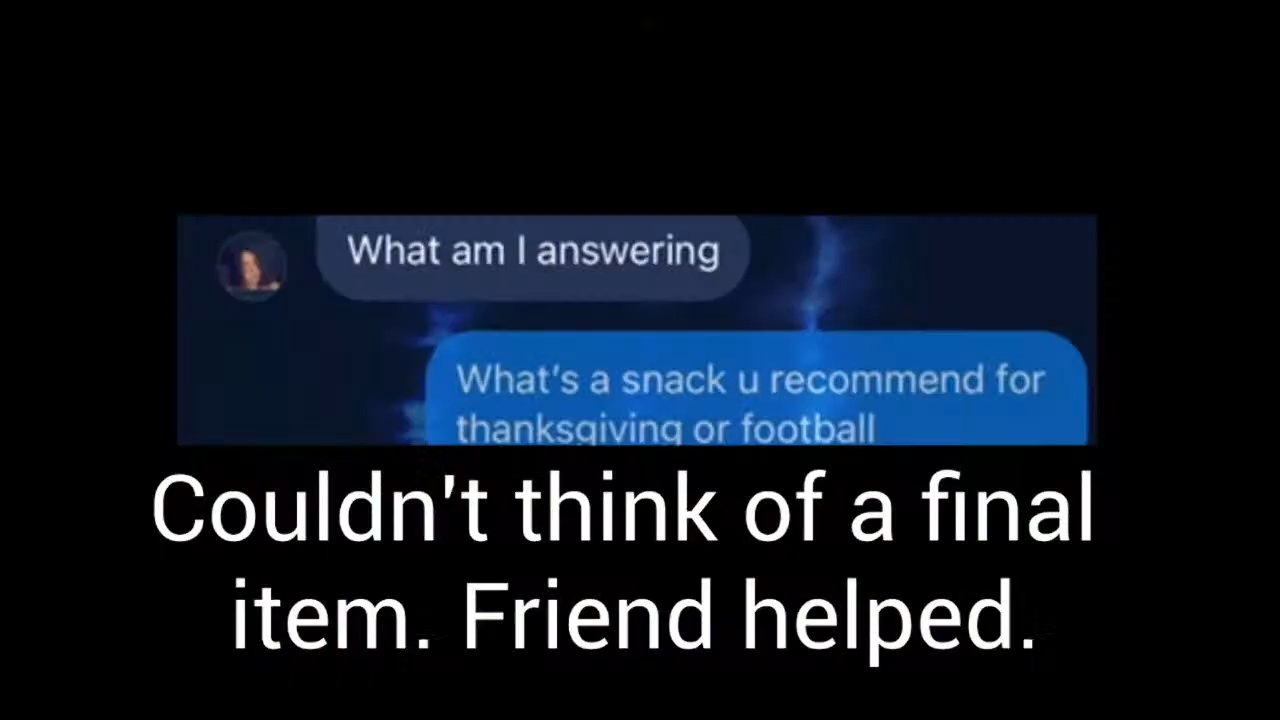 What am I answering
What's a snack u recommend for
thanksgiving or football
Couldn't think of a final
item. Friend helped.